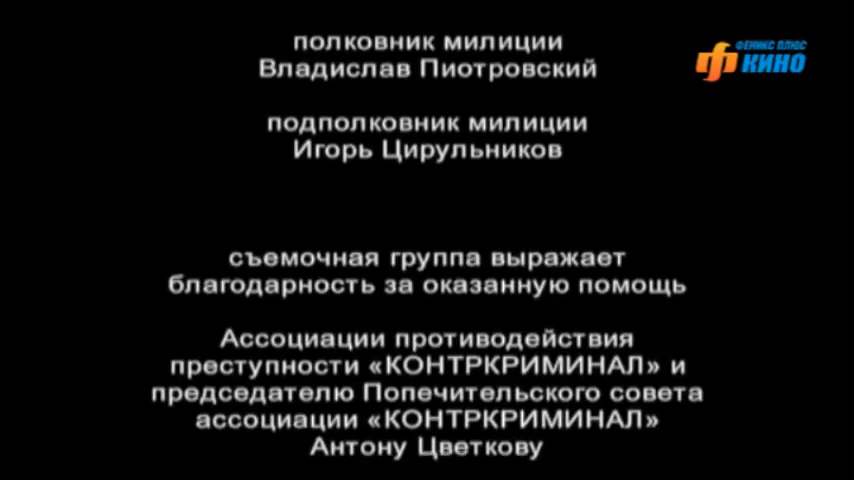 полковник милиции
Владислав Пиотровский
ФЕНИКС ПЛЮС
КИНО
подполковник милиции
Игорь Цирульников
съемочная группа выражает
благодарность за оказанную помощь
Ассоциации противодействия
преступности «КОНТРКРИМИНАЛ» и
председателю Попечительского совета
ассоциации «КОНТРКРИМИНАЛ»
Антону Цветкову